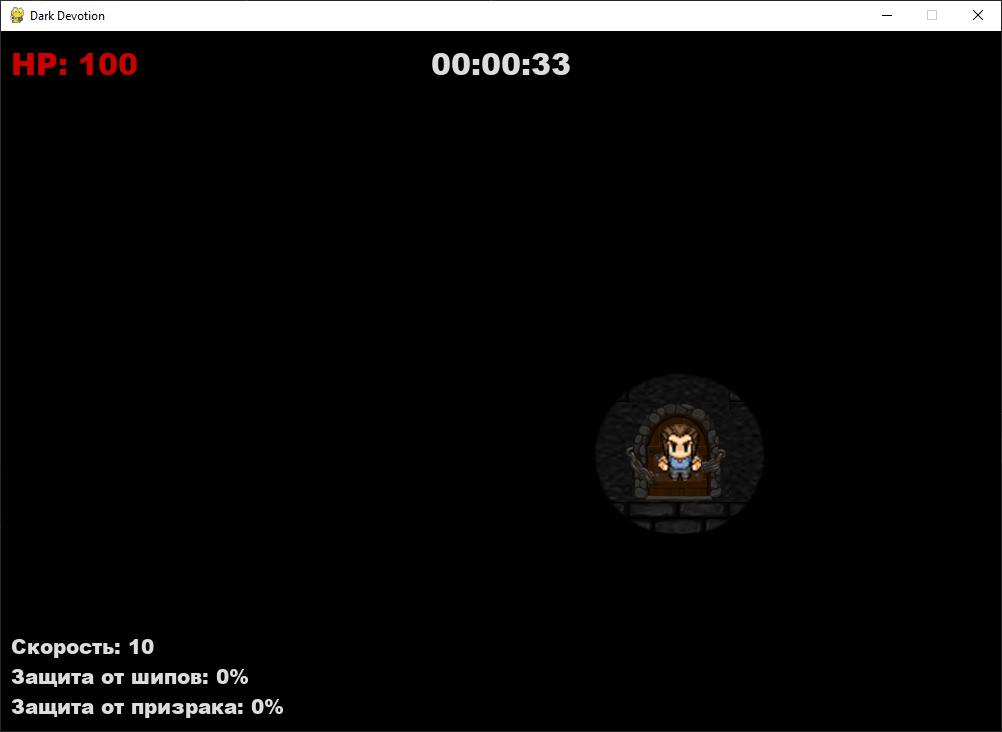 Dark Devotion
HP: 100
00:00:33
Скорость: 10
Защита от шипов: 0%
Защита от призрака: 0%